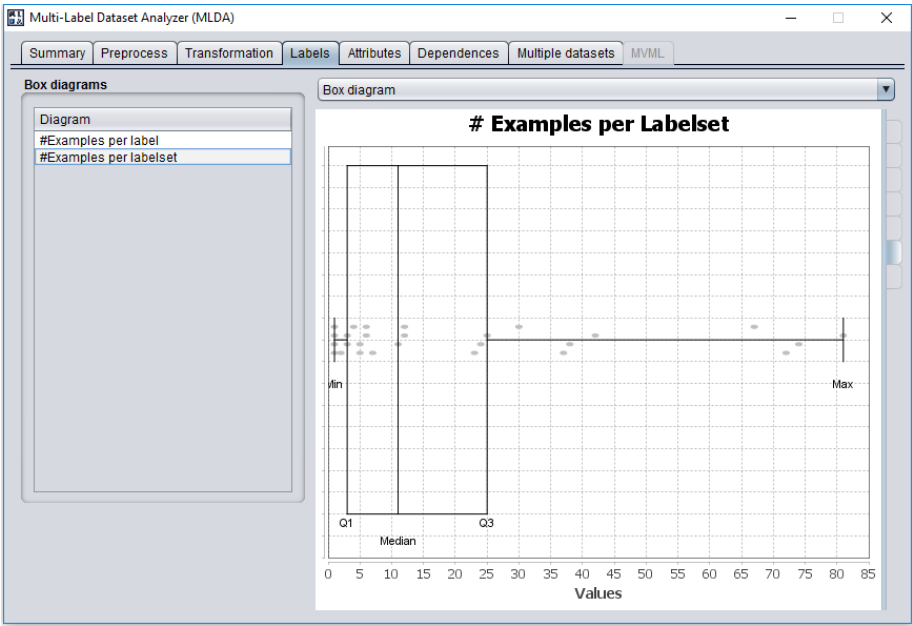 Multi-Label Dataset Analyzer (MLDA)
Summary Preprocess Transformation Labels Attributes Dependences Multiple datasets MVML
Box diagrams
Diagram
#Examples per label
#Examples per labelset
Box diagram
# Examples per Labelset
Min
Max
Q1
Q3
Median
0 5 10 15 20 25 30 35 40 45 50 55 60 65 70 75 80 85
Values